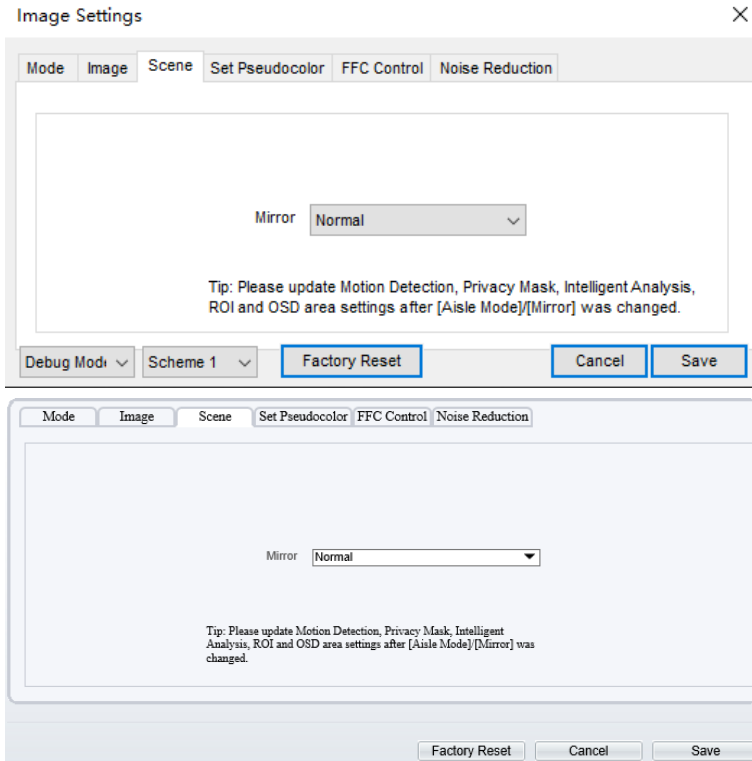 Image Settings
Mode Image Scene Set Pseudocolor FFC Control Noise Reduction
Mirror Normal
Tip: Please update Motion Detection, Privacy Mask, Intelligent Analysis,
ROI and OSD area settings after [Aisle Mode]/[Mirror] was changed.
Debug Mod Scheme 1 Factory Reset Cancel Save
Mode Image Scene Set Pseudocolor FFC Control Noise Reduction
Mirror Normal
Tip: Please update Motion Detection, Privacy Mask, Intelligent
Analysis, ROI and OSD area settings after [Aisle Mode]/[Mirror] was
changed.
Factory Reset Cancel Save